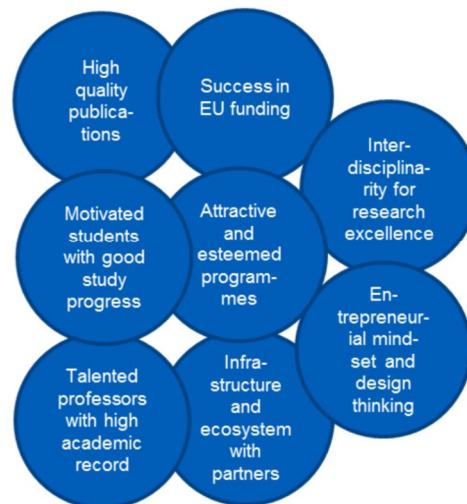 High
quality
publica-
tions
Success in
EU funding
Inter-
disciplina-
rity for
research
excellence
Motivated
students
with good
study
progress
Attractive
and
esteemed
program-
mes
En-
trepreneur-
ial mind-
set and
design
thinking
Talented
professors
with high
academic
record
Infra-
structure
and
ecosystem
with
partners